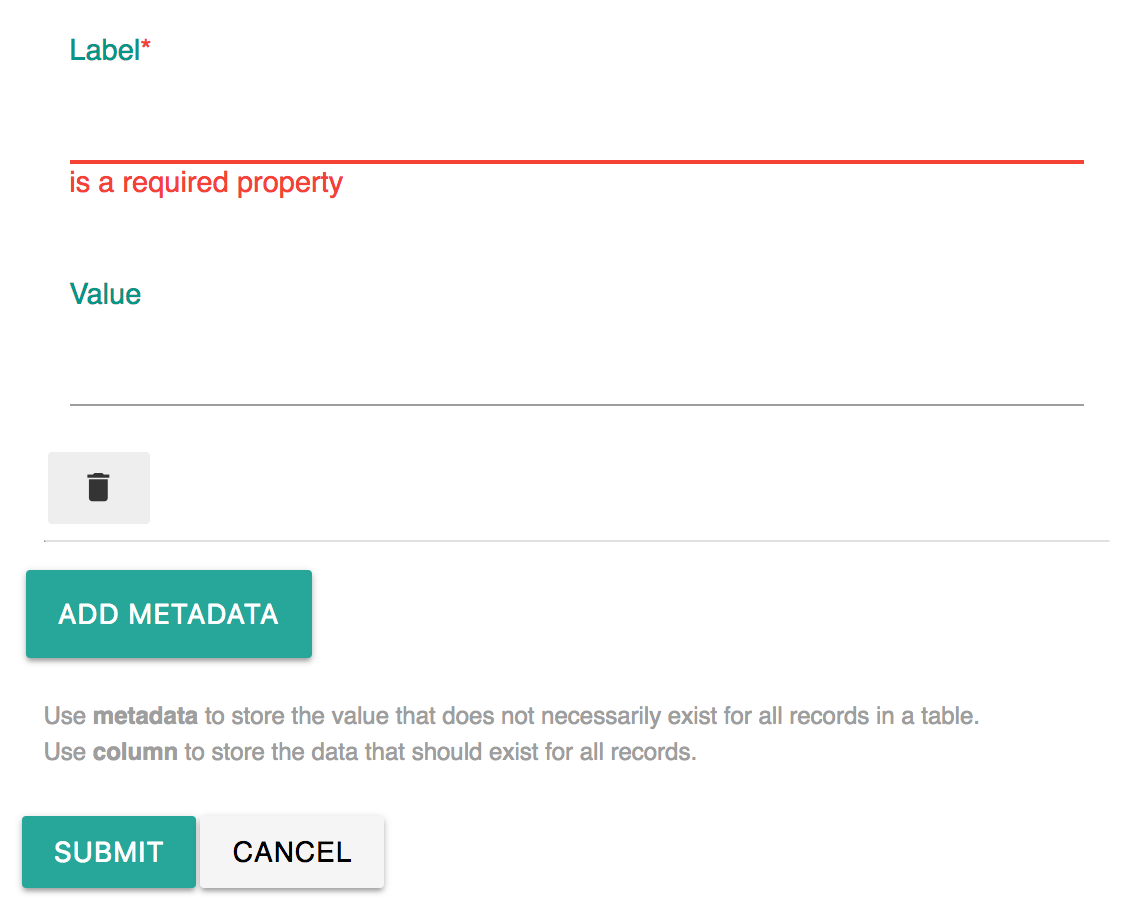 Label*
is a required property
Value
ADD METADATA
Use metadata to store the value that does not necessarily exist for all records in a table.
Use column to store the data that should exist for all records.
SUBMIT CANCEL